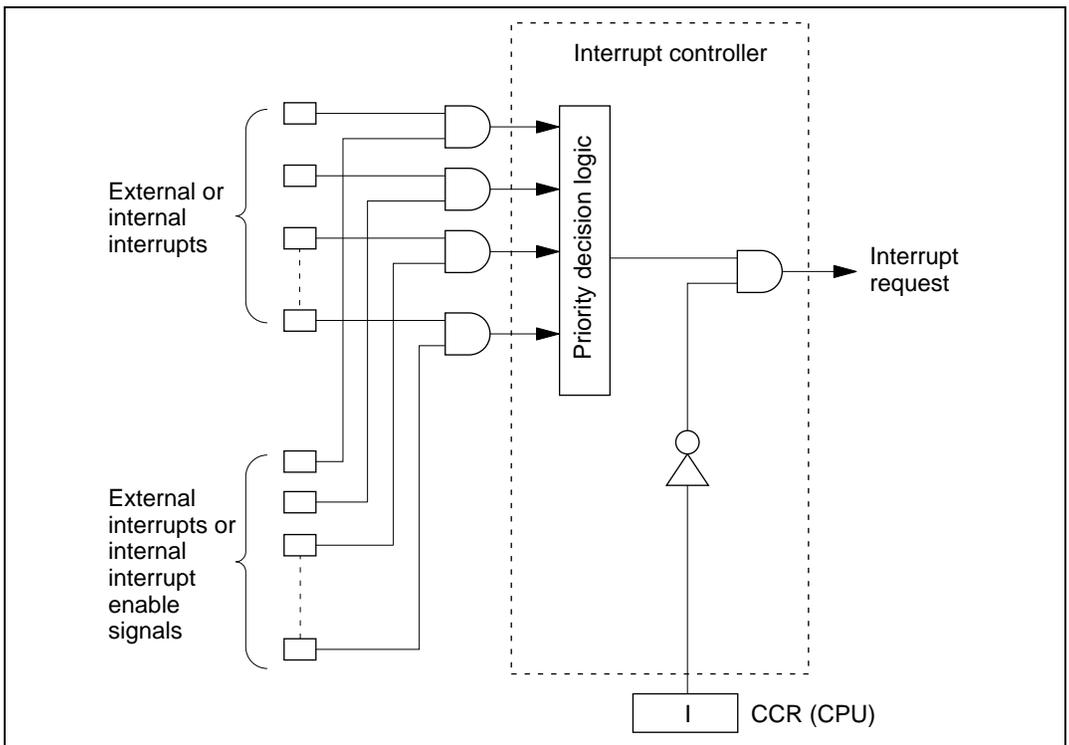 Interrupt controller
External or
internal
interrupts
Priority decision logic
Interrupt
request
External
interrupts or
internal
interrupt
enable
signals
I
CCR (CPU)